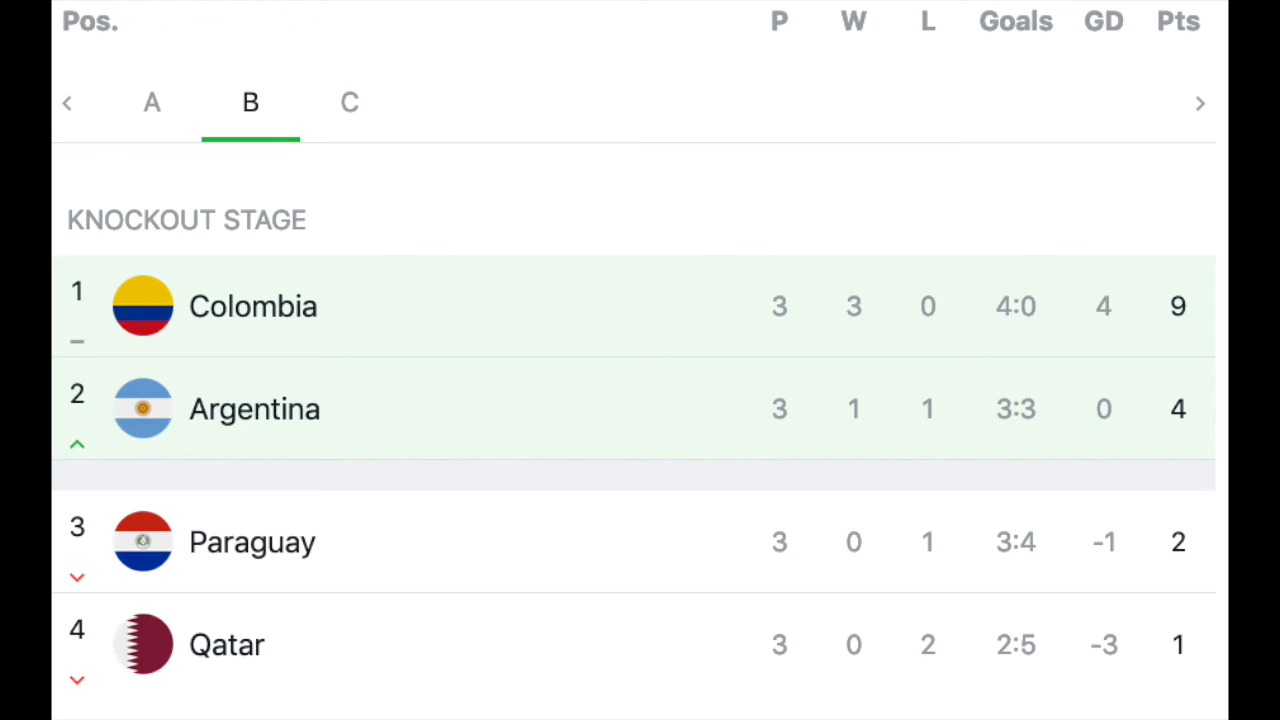 Pos. P W L Goals GD Pts
A B C
KNOCKOUT STAGE
1 Colombia 3 3 0 4:0 4 9
2 Argentina 3 1 1 3:3 0 4
3 Paraguay 3 0 1 3:4 -1 2
4 Qatar 3 0 2 2:5 -3 1